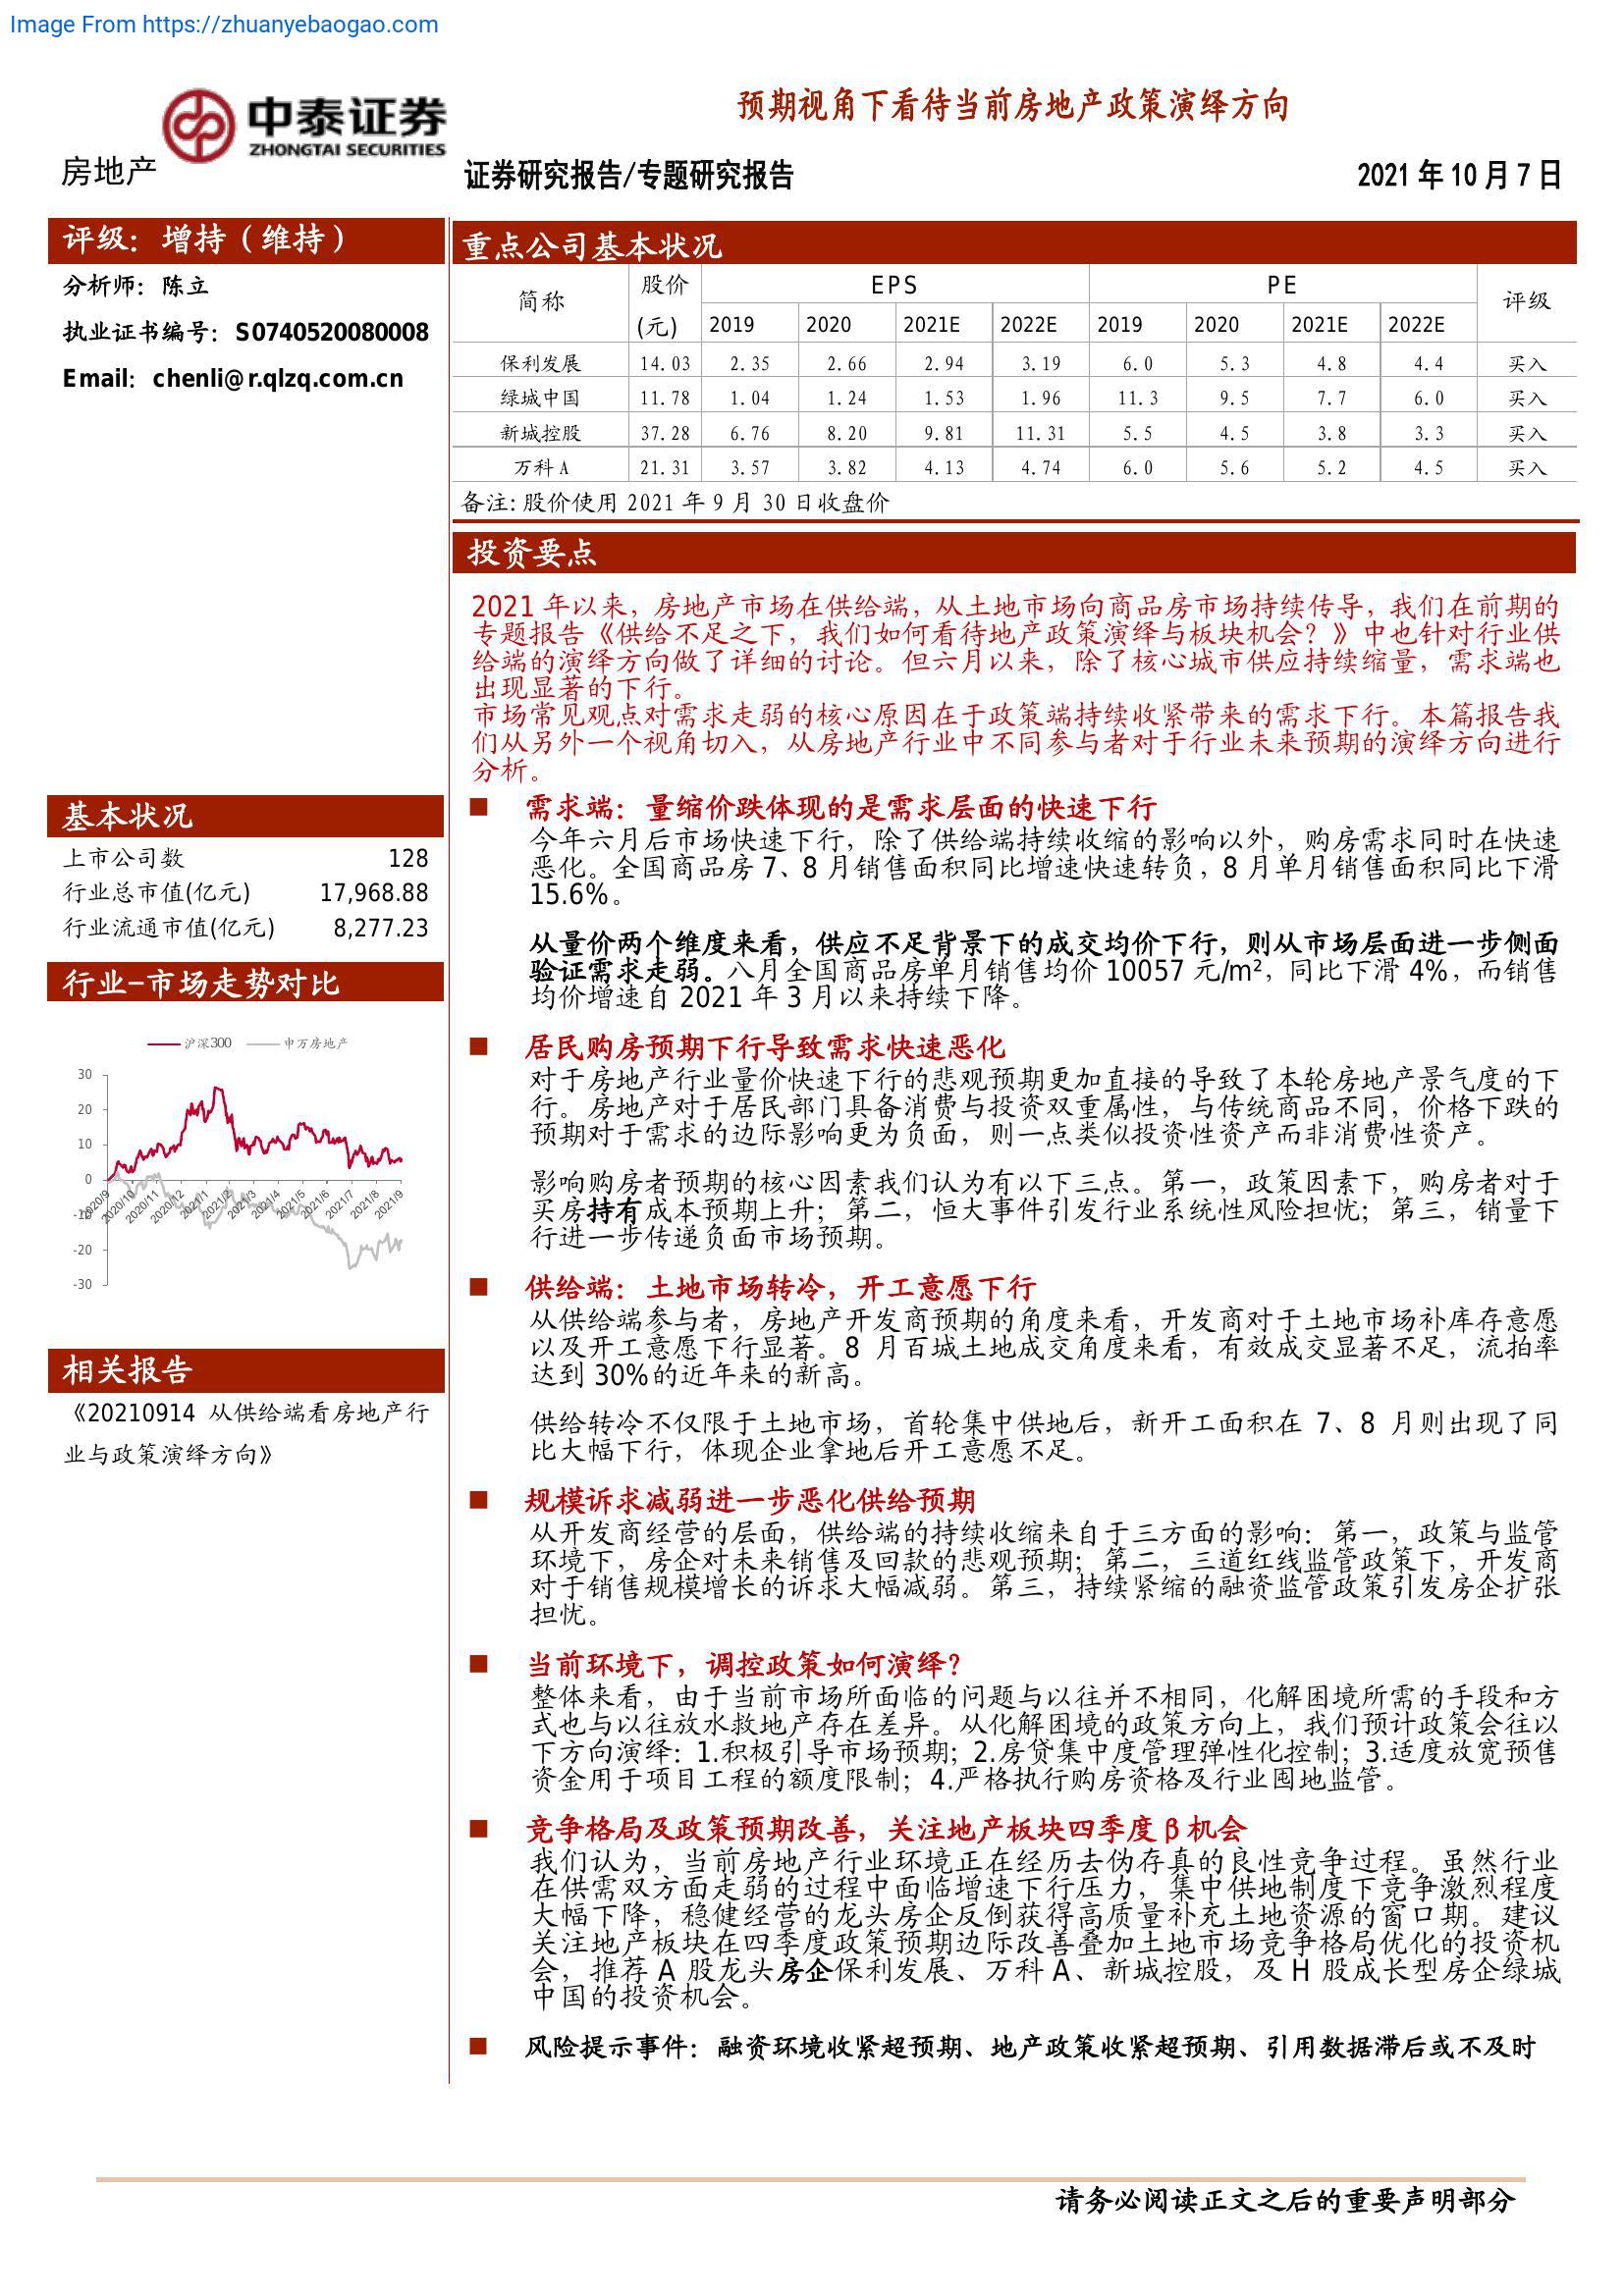 Image From https://zhuanyebaogao.com
中泰证券
ZHONGTAI SECURITIES
预期视角下看待当前房地产政策演绎方向
房地产
证券研究报告/专题研究报告
2021 年 10 月 7 日
评级：增持（维持）
分析师：陈立
执业证书编号：S0740520080008
Email：chenli@r.qlzq.com.cn
重点公司基本状况
简称 股价 EPS PE 评级
(元) 2019 2020 2021E 2022E 2019 2020 2021E 2022E
保利发展 14.03 2.35 2.66 2.94 3.19 6.0 5.3 4.8 4.4 买入
绿城中国 11.78 1.04 1.24 1.53 1.96 11.3 9.5 7.7 6.0 买入
新城控股 37.28 6.76 8.20 9.81 11.31 5.5 4.5 3.8 3.3 买入
万科A 21.31 3.57 3.82 4.13 4.74 6.0 5.6 5.2 4.5 买入
备注:股价使用 2021 年 9 月 30 日收盘价
基本状况
上市公司数 128
行业总市值(亿元) 17,968.88
行业流通市值(亿元) 8,277.23
行业-市场走势对比
沪深300 申万房地产
30
20
10
0
-10
-20
-30
2020/9 2020/10 2020/11 2020/12 2021/1 2021/2 2021/3 2021/4 2021/5 2021/6 2021/7 2021/8 2021/9
相关报告
《20210914 从供给端看房地产行
业与政策演绎方向》
投资要点
2021 年以来，房地产市场在供给端，从土地市场向商品房市场持续传导，我们在前期的
专题报告《供给不足之下，我们如何看待地产政策演绎与板块机会？》中也针对行业供
给端的演绎方向做了详细的讨论。但六月以来，除了核心城市供应持续缩量，需求端也
出现显著的下行。
市场常见观点对需求走弱的核心原因在于政策端持续收紧带来的需求下行。本篇报告我
们从另外一个视角切入，从房地产行业中不同参与者对于行业未来预期的演绎方向进行
分析。
■ 需求端：量缩价跌体现的是需求层面的快速下行
今年六月后市场快速下行，除了供给端持续收缩的影响以外，购房需求同时在快速
恶化。全国商品房 7、8 月销售面积同比增速快速转负，8 月单月销售面积同比下滑
15.6%。
从量价两个维度来看，供应不足背景下的成交均价下行，则从市场层面进一步侧面
验证需求走弱。八月全国商品房单月销售均价 10057 元/m²，同比下滑 4%，而销售
均价增速自 2021 年 3 月以来持续下降。
■ 居民购房预期下行导致需求快速恶化
对于房地产行业量价快速下行的悲观预期更加直接的导致了本轮房地产景气度的下
行。房地产对于居民部门具备消费与投资双重属性，与传统商品不同，价格下跌的
预期对于需求的边际影响更为负面，则一点类似投资性资产而非消费性资产。
影响购房者预期的核心因素我们认为有以下三点。第一，政策因素下，购房者对于
买房持有成本预期上升；第二，恒大事件引发行业系统性风险担忧；第三，销量下
行进一步传递负面市场预期。
■ 供给端：土地市场转冷，开工意愿下行
从供给端参与者，房地产开发商预期的角度来看，开发商对于土地市场补库存意愿
以及开工意愿下行显著。8 月百城土地成交角度来看，有效成交显著不足，流拍率
达到 30%的近年来的新高。
供给转冷不仅限于土地市场，首轮集中供地后，新开工面积在 7、8 月则出现了同
比大幅下行，体现企业拿地后开工意愿不足。
■ 规模诉求减弱进一步恶化供给预期
从开发商经营的层面，供给端的持续收缩来自于三方面的影响：第一，政策与监管
环境下，房企对未来销售及回款的悲观预期；第二，三道红线监管政策下，开发商
对于销售规模增长的诉求大幅减弱。第三，持续紧缩的融资监管政策引发房企扩张
担忧。
■ 当前环境下，调控政策如何演绎？
整体来看，由于当前市场所面临的问题与以往并不相同，化解困境所需的手段和方
式也与以往放水救地产存在差异。从化解困境的政策方向上，我们预计政策会往以
下方向演绎：1.积极引导市场预期；2.房贷集中度管理弹性化控制；3.适度放宽预售
资金用于项目工程的额度限制；4.严格执行购房资格及行业囤地监管。
■ 竞争格局及政策预期改善，关注地产板块四季度 β 机会
我们认为，当前房地产行业环境正在经历去伪存真的良性竞争过程。虽然行业
在供需双方面走弱的过程中面临增速下行压力，集中供地制度下竞争激烈程度
大幅下降，稳健经营的龙头房企反倒获得高质量补充土地资源的窗口期。建议
关注地产板块在四季度政策预期边际改善叠加土地市场竞争格局优化的投资机
会，推荐 A 股龙头房企保利发展、万科 A、新城控股，及 H 股成长型房企绿城
中国的投资机会。
■ 风险提示事件：融资环境收紧超预期、地产政策收紧超预期、引用数据滞后或不及时
请务必阅读正文之后的重要声明部分